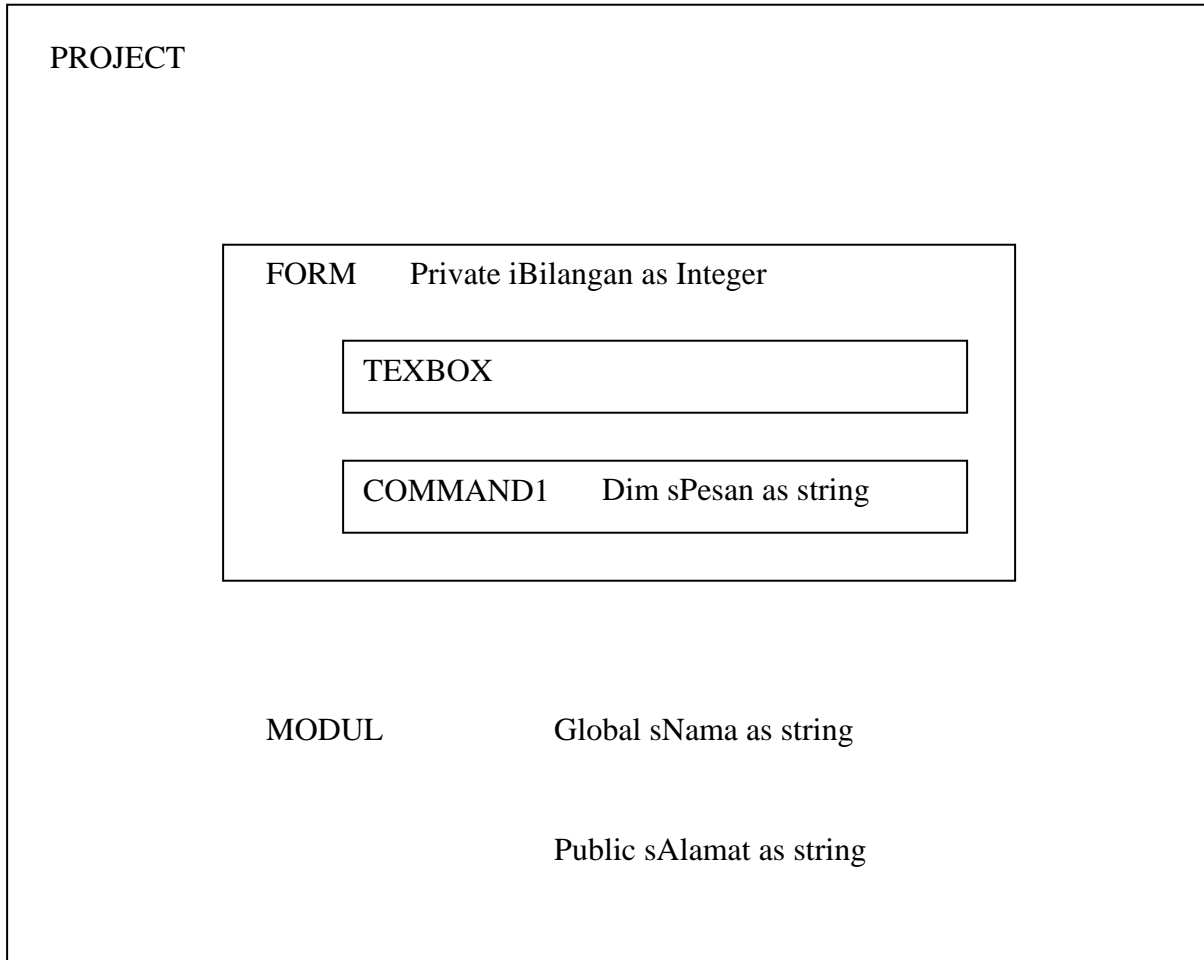 PROJECT
FORM Private iBilangan as Integer
TEXBOX
COMMAND1 Dim sPesan as string
MODUL Global sNama as string
Public sAlamat as string